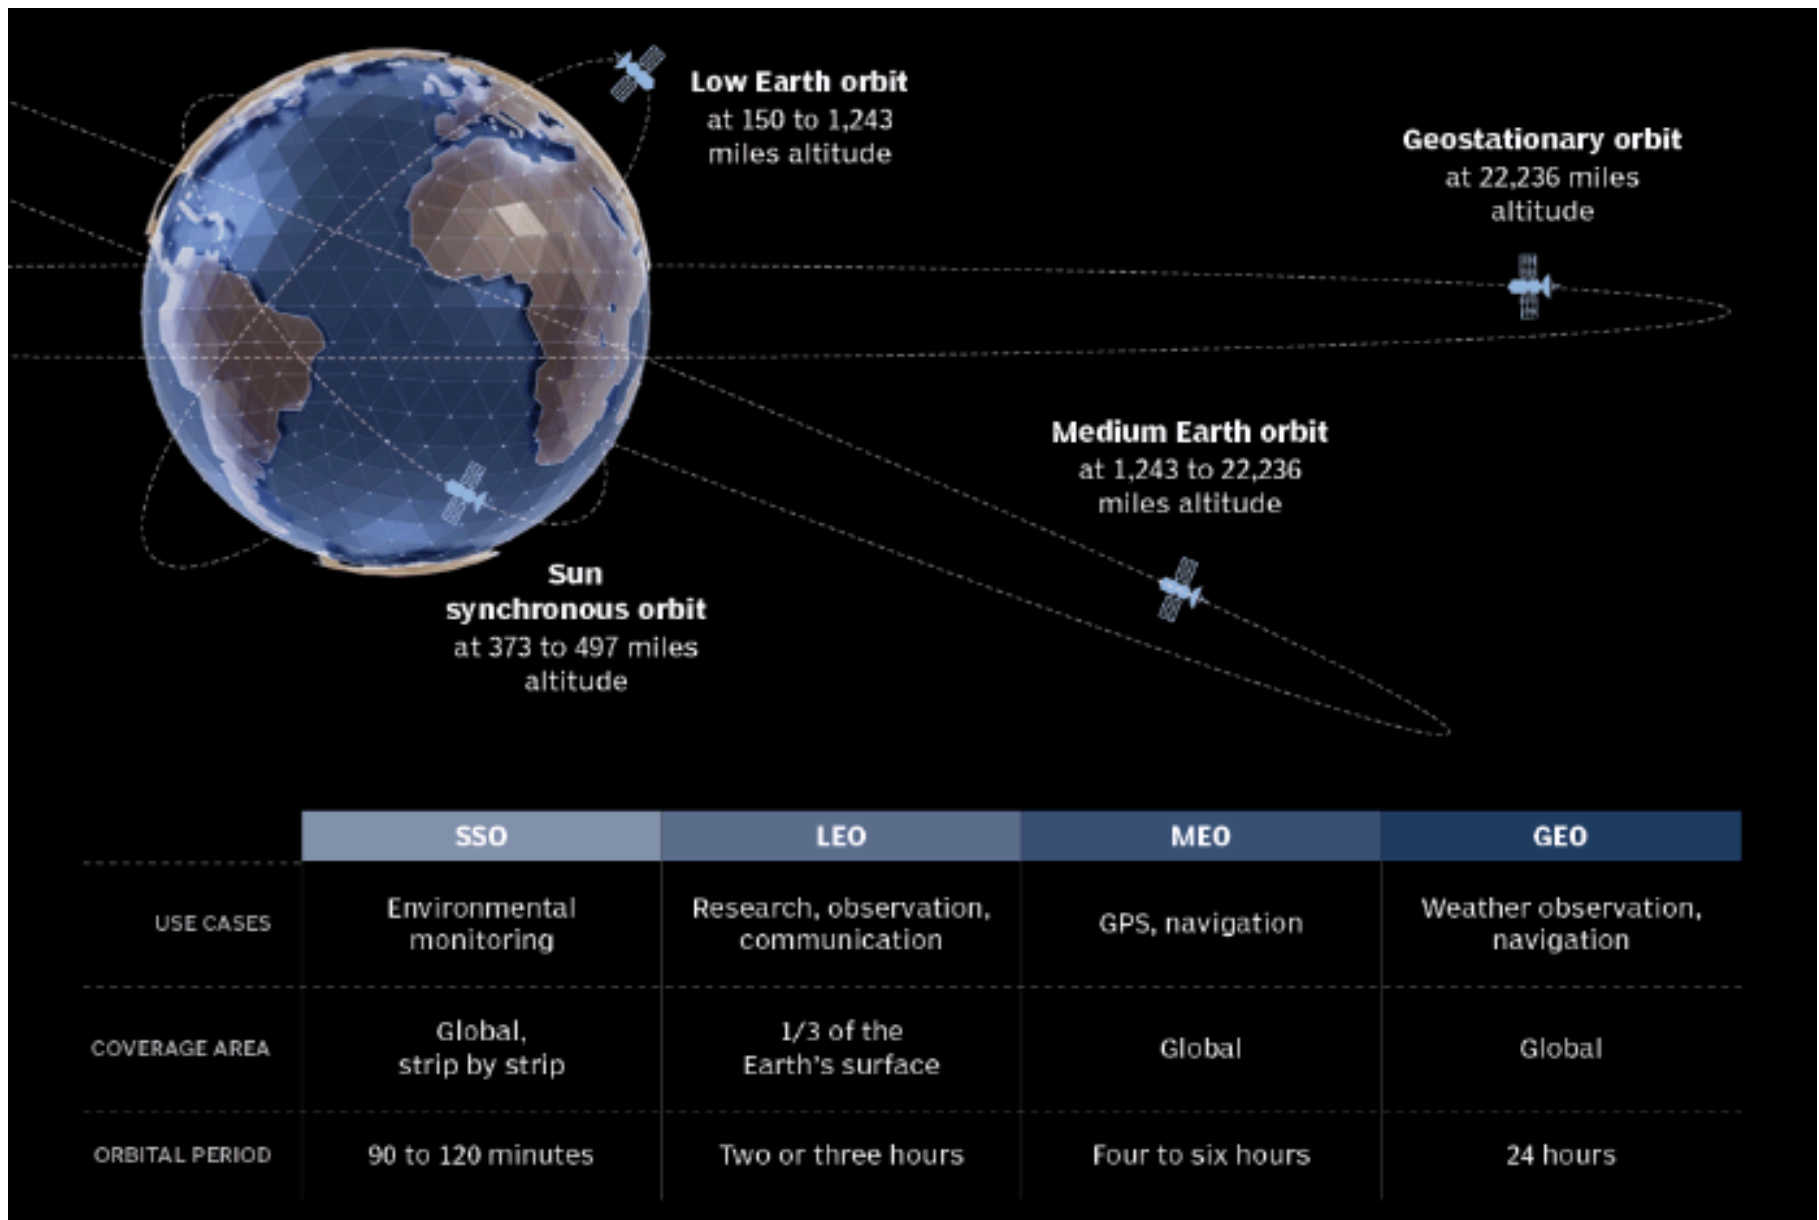 Low Earth orbit
at 150 to 1,243
miles altitude
Geostationary orbit
at 22,236 miles
altitude
Medium Earth orbit
at 1,243 to 22,236
miles altitude
Sun
synchronous orbit
at 373 to 497 miles
altitude
SSO LEO MEO GEO
USE CASES
Environmental
monitoring
Research, observation,
communication
GPS, navigation
Weather observation,
navigation
COVERAGE AREA
Global,
strip by strip
1/3 of the
Earth's surface
Global
Global
ORBITAL PERIOD
90 to 120 minutes
Two or three hours
Four to six hours
24 hours